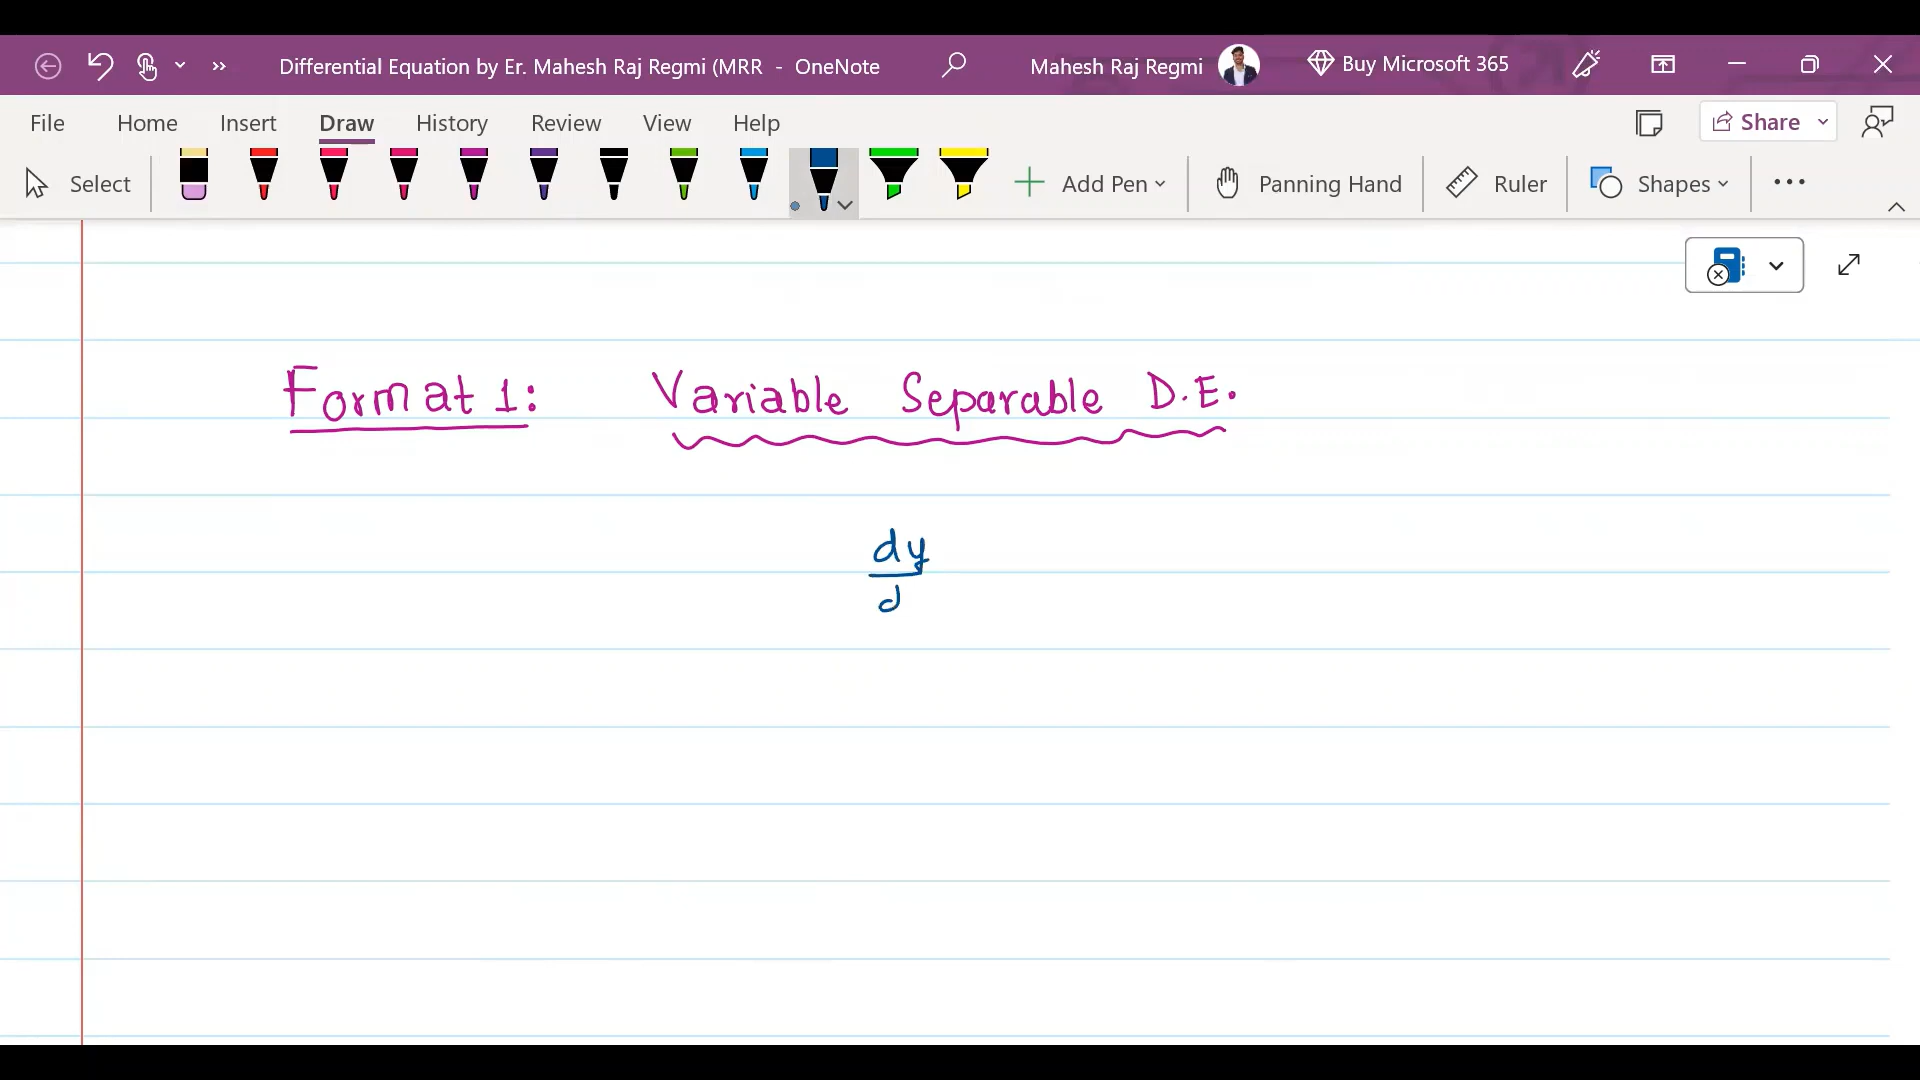 Differential Equation by Er. Mahesh Raj Regmi (MRR - OneNote
Mahesh Raj Regmi
Buy Microsoft 365
File Home Insert Draw History Review View Help
Share
Select
Add Pen
Panning Hand
Ruler
Shapes
Format 1: Variable Separable D.E.
dy
d